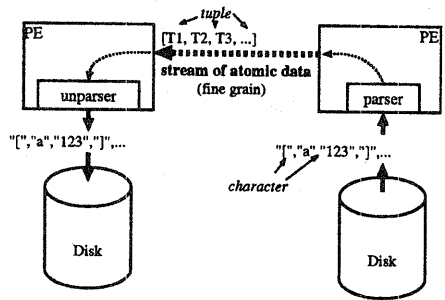 tuple
PE
[T1, T2, T3, ...]
PE
stream of atomic data
(fine grain)
unparser
parser
"[","a","123","]",...
"[","a","123","]",...
character
Disk
Disk